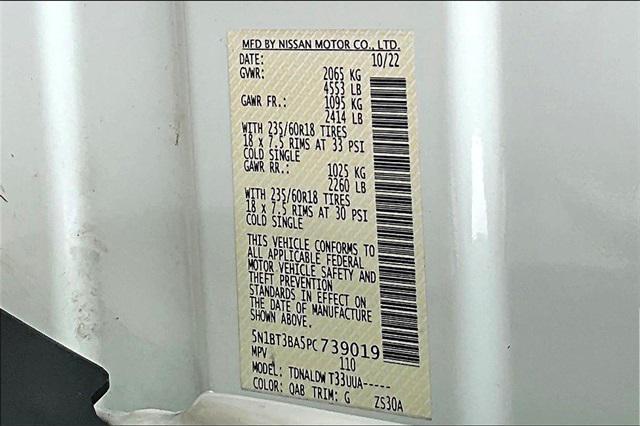 MFD BY NISSAN MOTOR CO., LTD.
DATE: 10/22
GVWR: 2065 KG
4553 LB
GAWR FR.: 1095 KG
2414 LB
WITH 235/60R18 TIRES
18 x 7.5 RIMS AT 33 PSI
COLD SINGLE
GAWR RR.: 1025 KG
2260 LB
WITH 235/60R18 TIRES
18 x 7.5 RIMS AT 30 PSI
COLD SINGLE
THIS VEHICLE CONFORMS TO
ALL APPLICABLE FEDERAL
MOTOR VEHICLE SAFETY AND
THEFT PREVENTION
STANDARDS IN EFFECT ON
THE DATE OF MANUFACTURE
SHOWN ABOVE.
5N1BT3BA5PC739019
MPV 110
MODEL: TDNALDW T33UUA-----
COLOR: QAB TRIM: G ZS30A